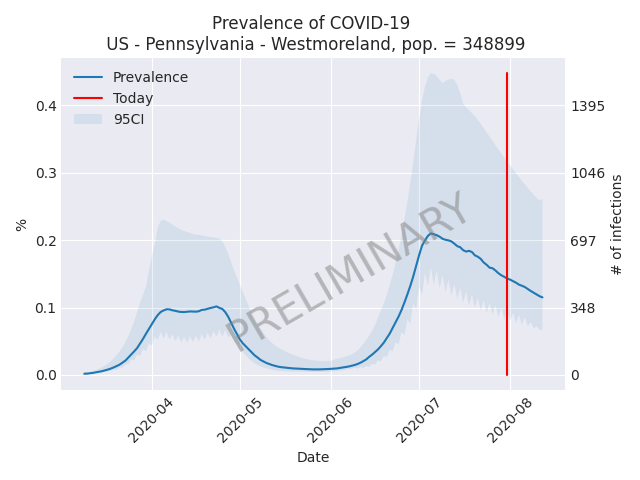 Prevalence of COVID-19
US - Pennsylvania - Westmoreland, pop. = 348899
Prevalence
Today
95CI
PRELIMINARY
%
0.4
0.3
0.2
0.1
0.0
1395
1046
697
348
0
# of infections
2020-04
2020-05
2020-06
2020-07
2020-08
Date